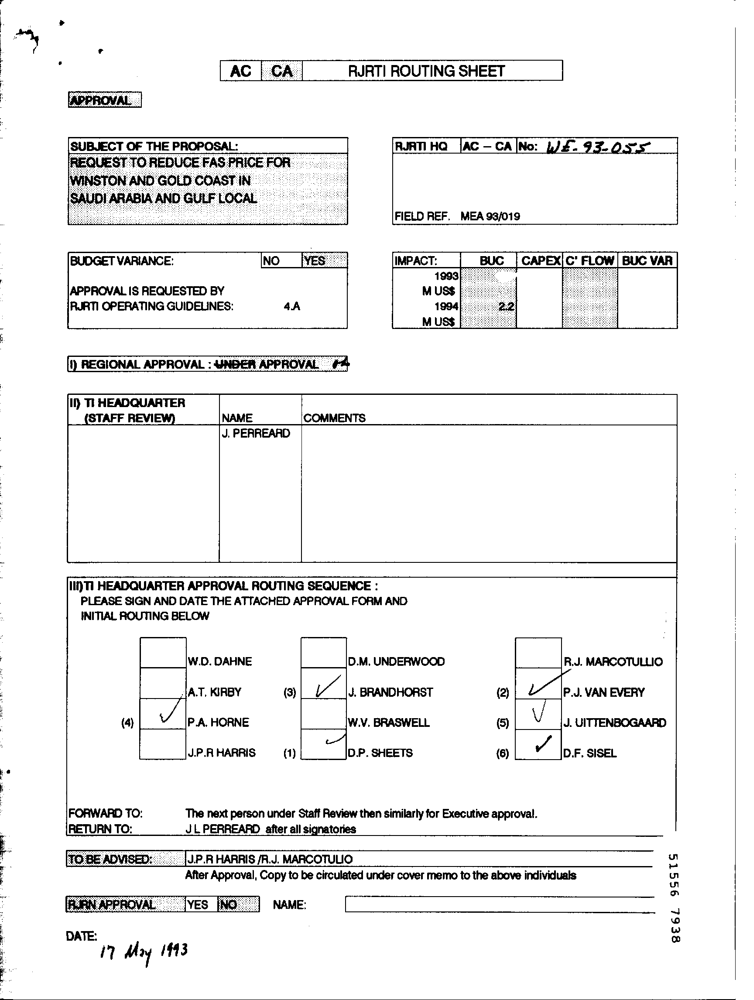 AC CA RJRTI ROUTING SHEET
APPROVAL
SUBJECT OF THE PROPOSAL:
REQUEST TO REDUCE FAS PRICE FOR
WINSTON AND GOLD COAST IN
SAUDI ARABIA AND GULF LOCAL
RJRTI HQ AC – CA No: WE-93-055
FIELD REF. MEA 93/019
BUDGET VARIANCE: NO YES
APPROVAL IS REQUESTED BY
RJRTI OPERATING GUIDELINES: 4.A
IMPACT: BUC CAPEX C' FLOW BUC VAR
1993
M US$
1994 2.2
M US$
I) REGIONAL APPROVAL : UNDER APPROVAL
II) TI HEADQUARTER
(STAFF REVIEW) NAME COMMENTS
J. PERREARD
III) TI HEADQUARTER APPROVAL ROUTING SEQUENCE :
PLEASE SIGN AND DATE THE ATTACHED APPROVAL FORM AND
INITIAL ROUTING BELOW
W.D. DAHNE D.M. UNDERWOOD R.J. MARCOTULLIO
A.T. KIRBY (3) J. BRANDHORST (2) P.J. VAN EVERY
(4) P.A. HORNE W.V. BRASWELL (5) J. UITTENBOGAARD
J.P.R HARRIS (1) D.P. SHEETS (6) D.F. SISEL
FORWARD TO: The next person under Staff Review then similarly for Executive approval.
RETURN TO: J L PERREARD after all signatories
TO BE ADVISED: J.P.R HARRIS /R.J. MARCOTULIO
After Approval, Copy to be circulated under cover memo to the above individuals
RJRN APPROVAL YES NO NAME:
DATE:
17 May 1993
51556 7938